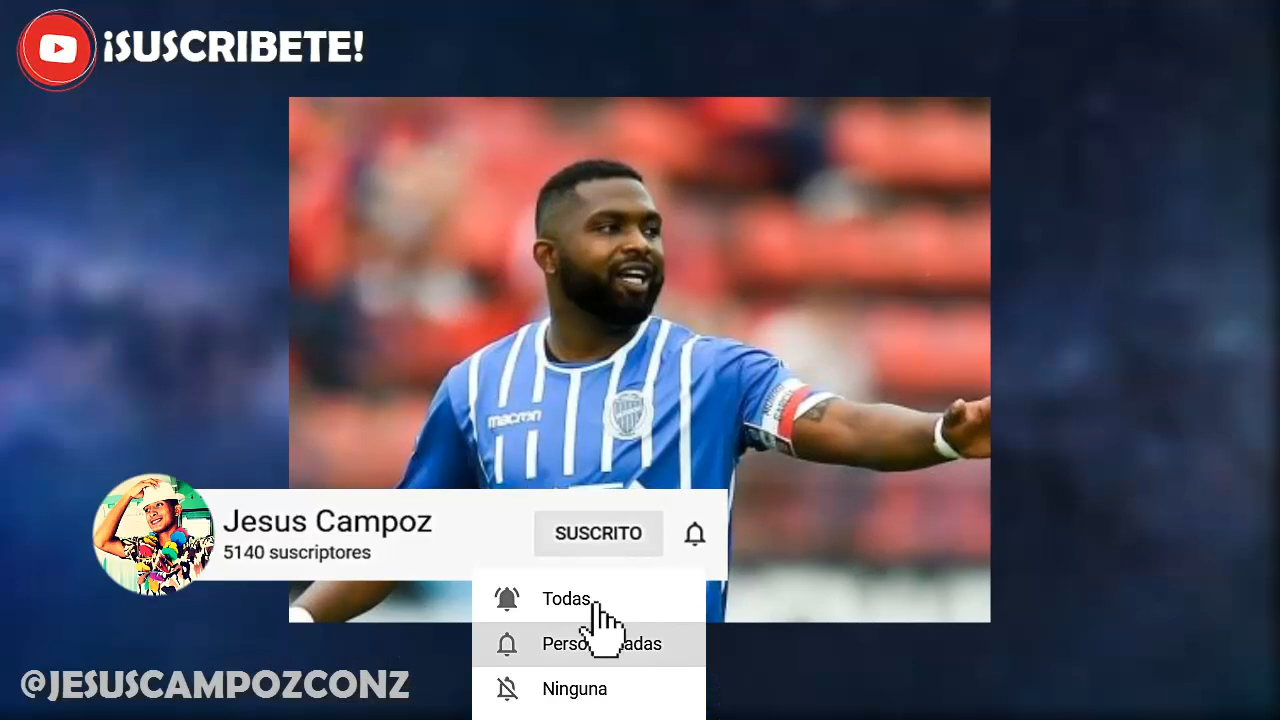 ¡SUSCRIBETE!
macron
Jesus Campoz
5140 suscriptores
SUSCRITO
Todas
Ninguna
@JESUSCAMPOZCONZ